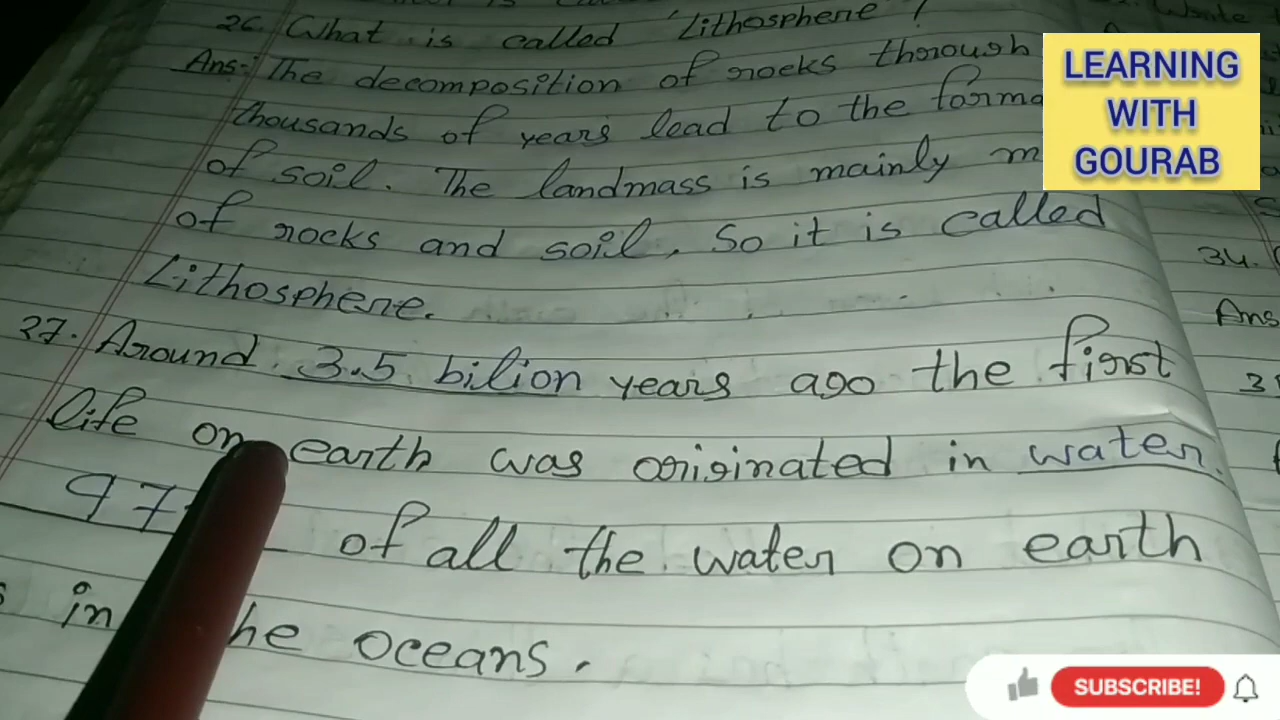 26. What is called 'Lithosphere?
Ans:- The decomposition of rocks thorough
thousands of years lead to the forma
of soil. The landmass is mainly m
of rocks and soil, So it is called
Lithosphere.
27. Around 3.5 bilion years ago the first
life on earth was originated in water.
97 of all the water on earth
in he oceans.
34.
Ans
LEARNING
WITH
GOURAB
SUBSCRIBE!